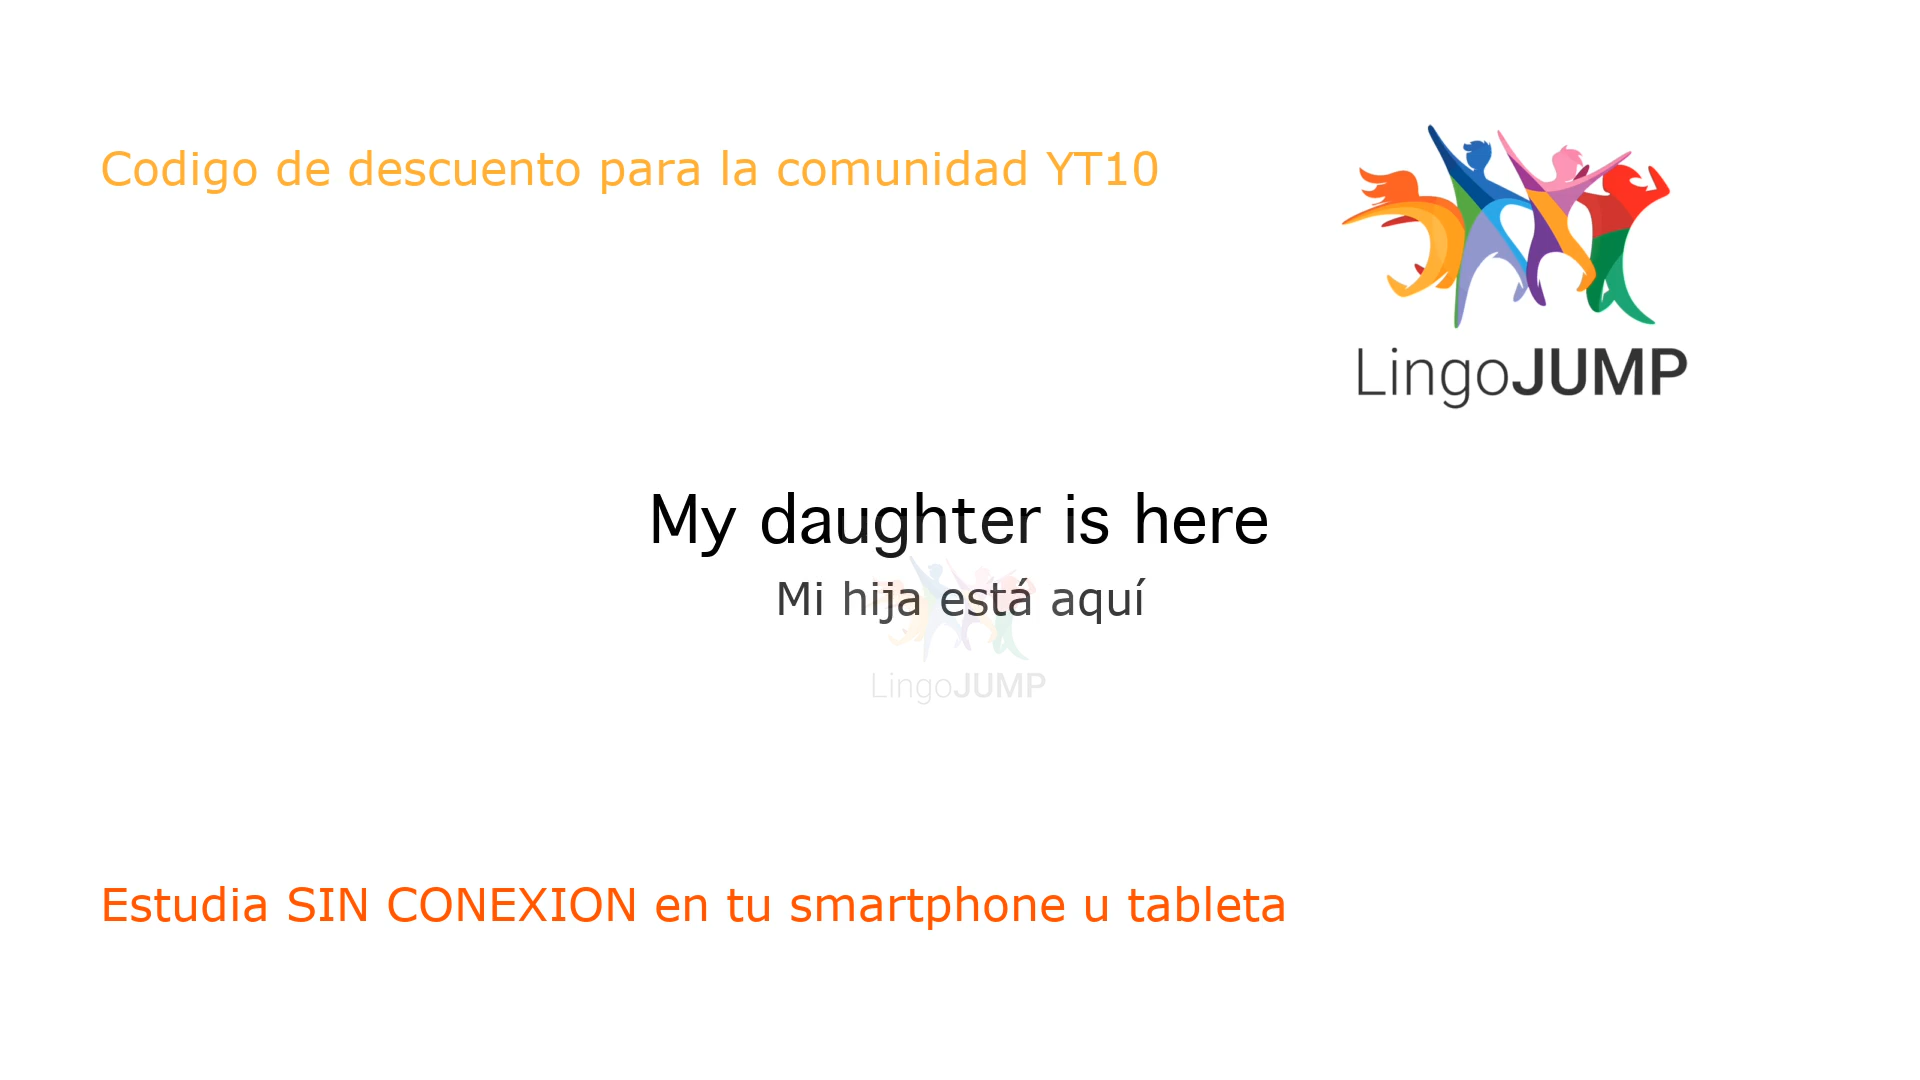 Codigo de descuento para la comunidad YT10
LingoJUMP
My daughter is here
Mi hija está aquí
LingoJUMP
Estudia SIN CONEXION en tu smartphone u tableta